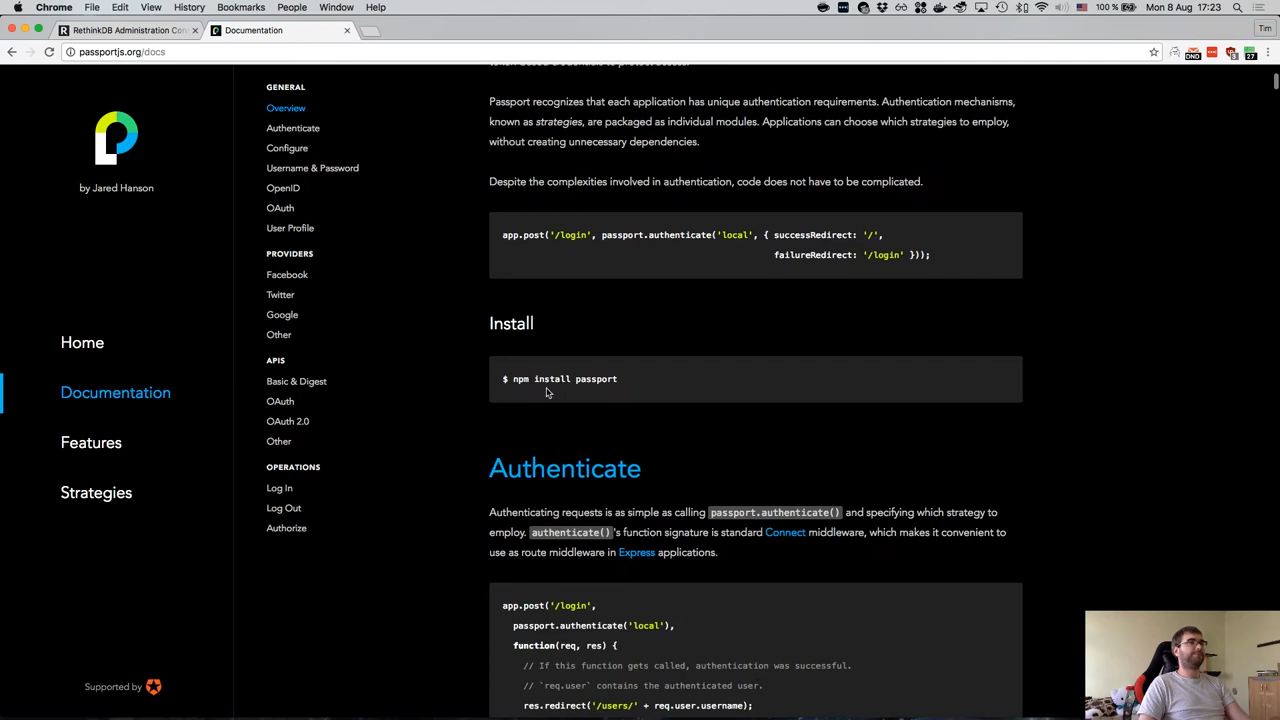 Chrome File Edit View History Bookmarks People Window Help
100 % Mon 8 Aug 17:23
RethinkDB Administration Con
Documentation
Tim
passportjs.org/docs
DND
27
by Jared Hanson
Home
Documentation
Features
Strategies
Supported by
GENERAL
Overview
Authenticate
Configure
Username & Password
OpenID
OAuth
User Profile
PROVIDERS
Facebook
Twitter
Google
Other
APIS
Basic & Digest
OAuth
OAuth 2.0
Other
OPERATIONS
Log In
Log Out
Authorize
Passport recognizes that each application has unique authentication requirements. Authentication mechanisms,
known as strategies, are packaged as individual modules. Applications can choose which strategies to employ,
without creating unnecessary dependencies.
Despite the complexities involved in authentication, code does not have to be complicated.
app.post('/login', passport.authenticate('local', { successRedirect: '/',
failureRedirect: '/login' }));
Install
$ npm install passport
Authenticate
Authenticating requests is as simple as calling passport.authenticate() and specifying which strategy to
employ. authenticate()'s function signature is standard Connect middleware, which makes it convenient to
use as route middleware in Express applications.
app.post('/login',
passport.authenticate('local'),
function(req, res) {
// If this function gets called, authentication was successful.
// `req.user` contains the authenticated user.
res.redirect('/users/' + req.user.username);